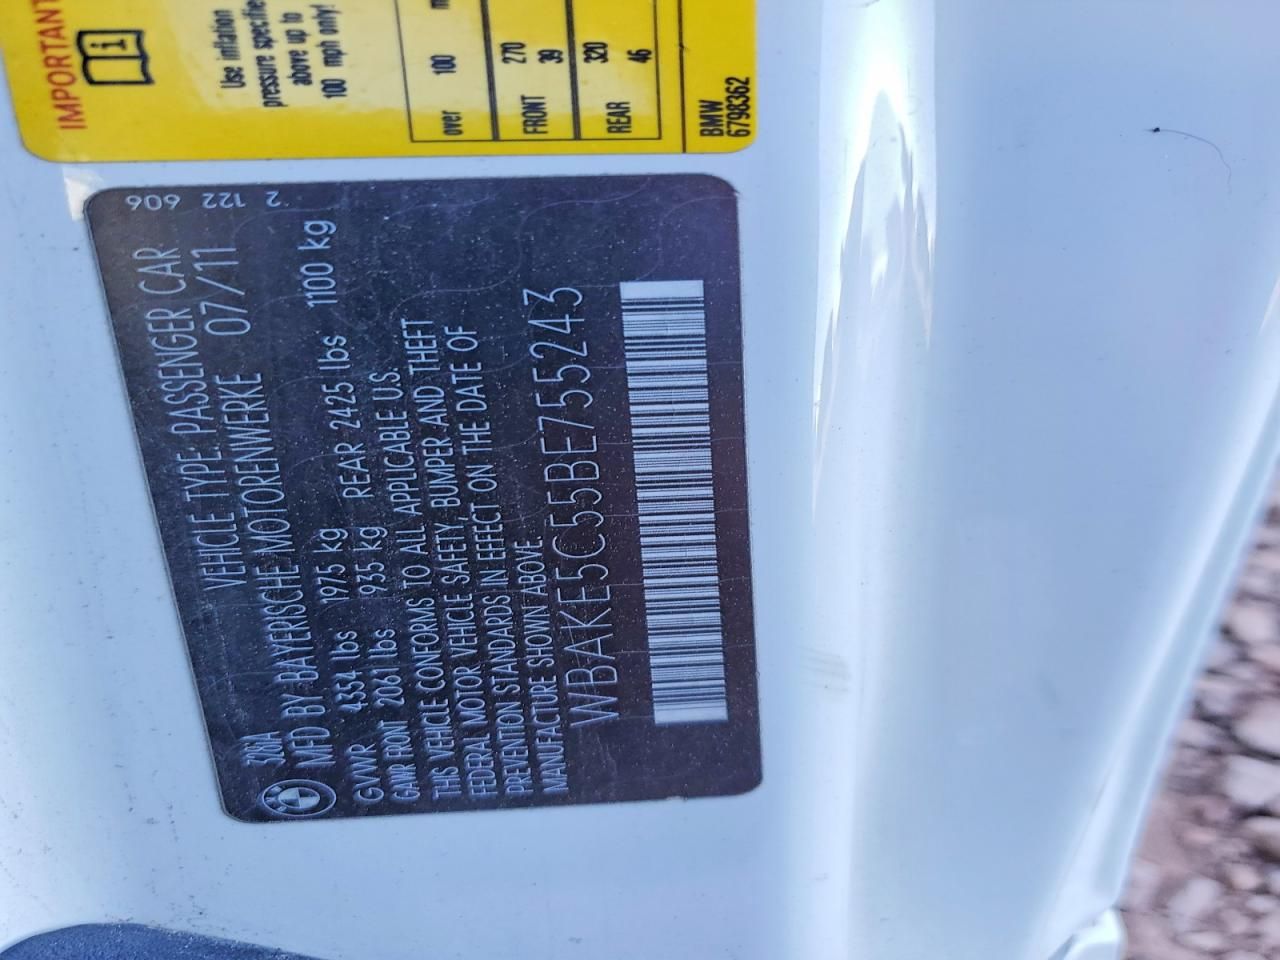 IMPORTANT
Use inflation
pressure specifie
above up to
100 mph only!
over 100 m
FRONT 270
39
REAR 320
46
BMW
6798362
2 122 606
VEHICLE TYPE: PASSENGER CAR
MFD BY BAYERISCHE MOTORENWERKE 07/11
GVWR 4354 lbs 1975 kg
GAWR FRONT 2061 lbs 935 kg REAR 2425 lbs 1100 kg
THIS VEHICLE CONFORMS TO ALL APPLICABLE U.S.
FEDERAL MOTOR VEHICLE SAFETY, BUMPER AND THEFT
PREVENTION STANDARDS IN EFFECT ON THE DATE OF
MANUFACTURE SHOWN ABOVE.
WBAKE5C55BE755243